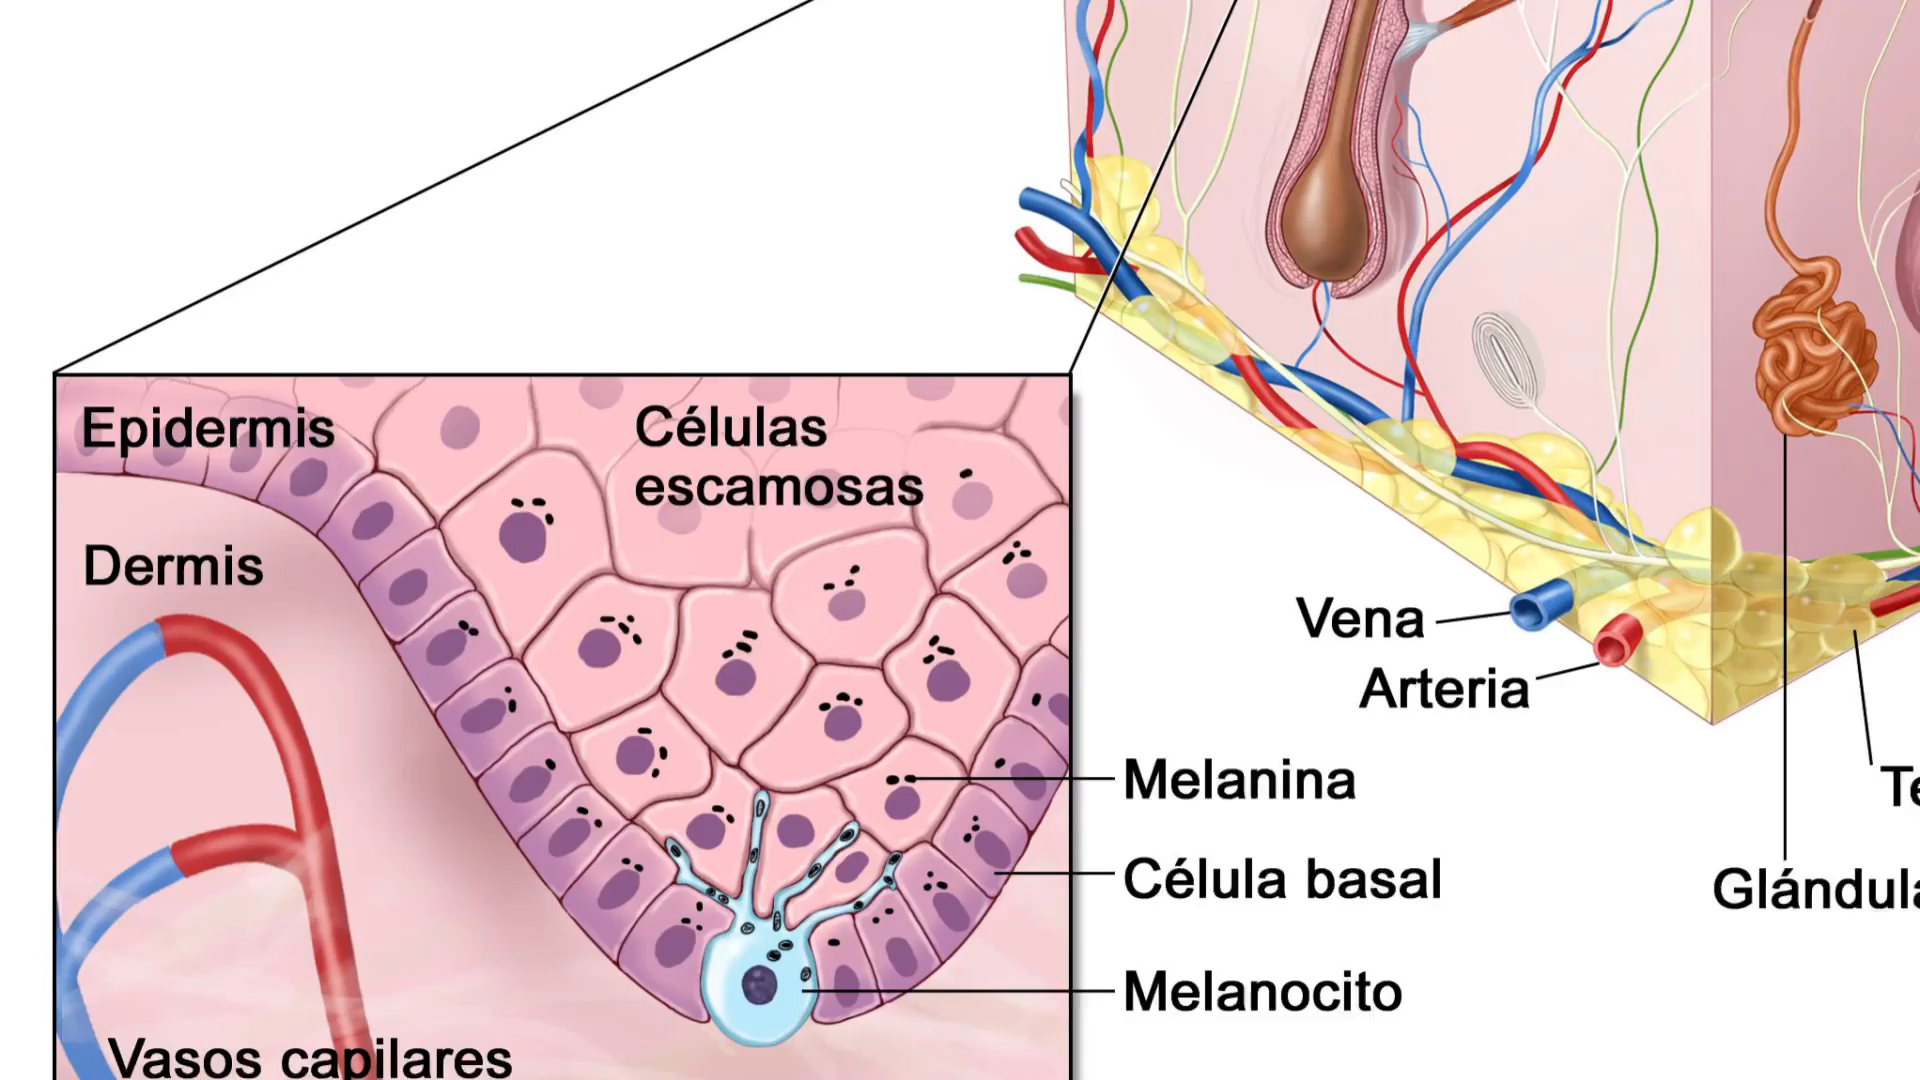 Epidermis
Células
escamosas
Dermis
Vena
Arteria
Melanina
Célula basal
Melanocito
Vasos capilares